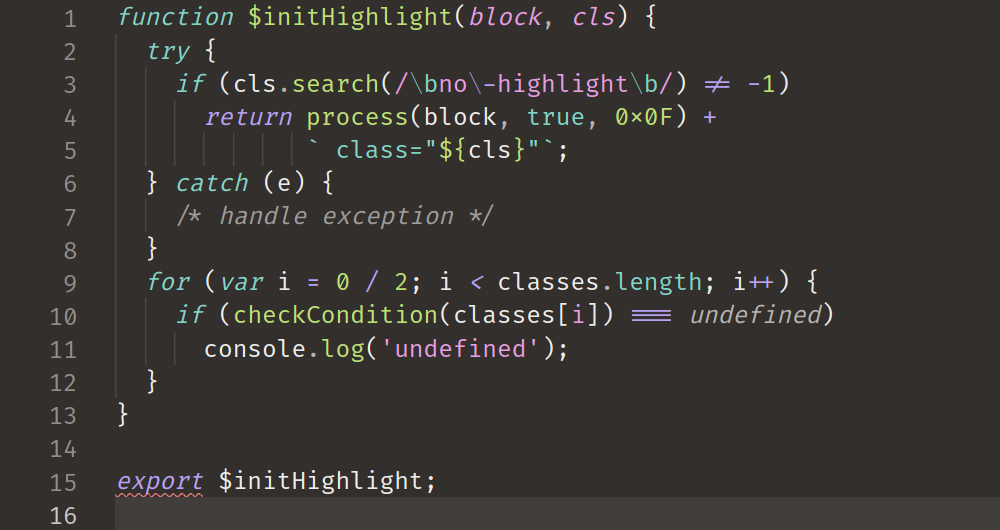 1 function $initHighlight(block, cls) {
2   try {
3     if (cls.search(/\bno\-highlight\b/) != -1)
4       return process(block, true, 0x0F) +
5              ` class="${cls}"`;
6   } catch (e) {
7     /* handle exception */
8   }
9   for (var i = 0 / 2; i < classes.length; i++) {
10     if (checkCondition(classes[i]) === undefined)
11       console.log('undefined');
12   }
13 }
14
15 export $initHighlight;
16